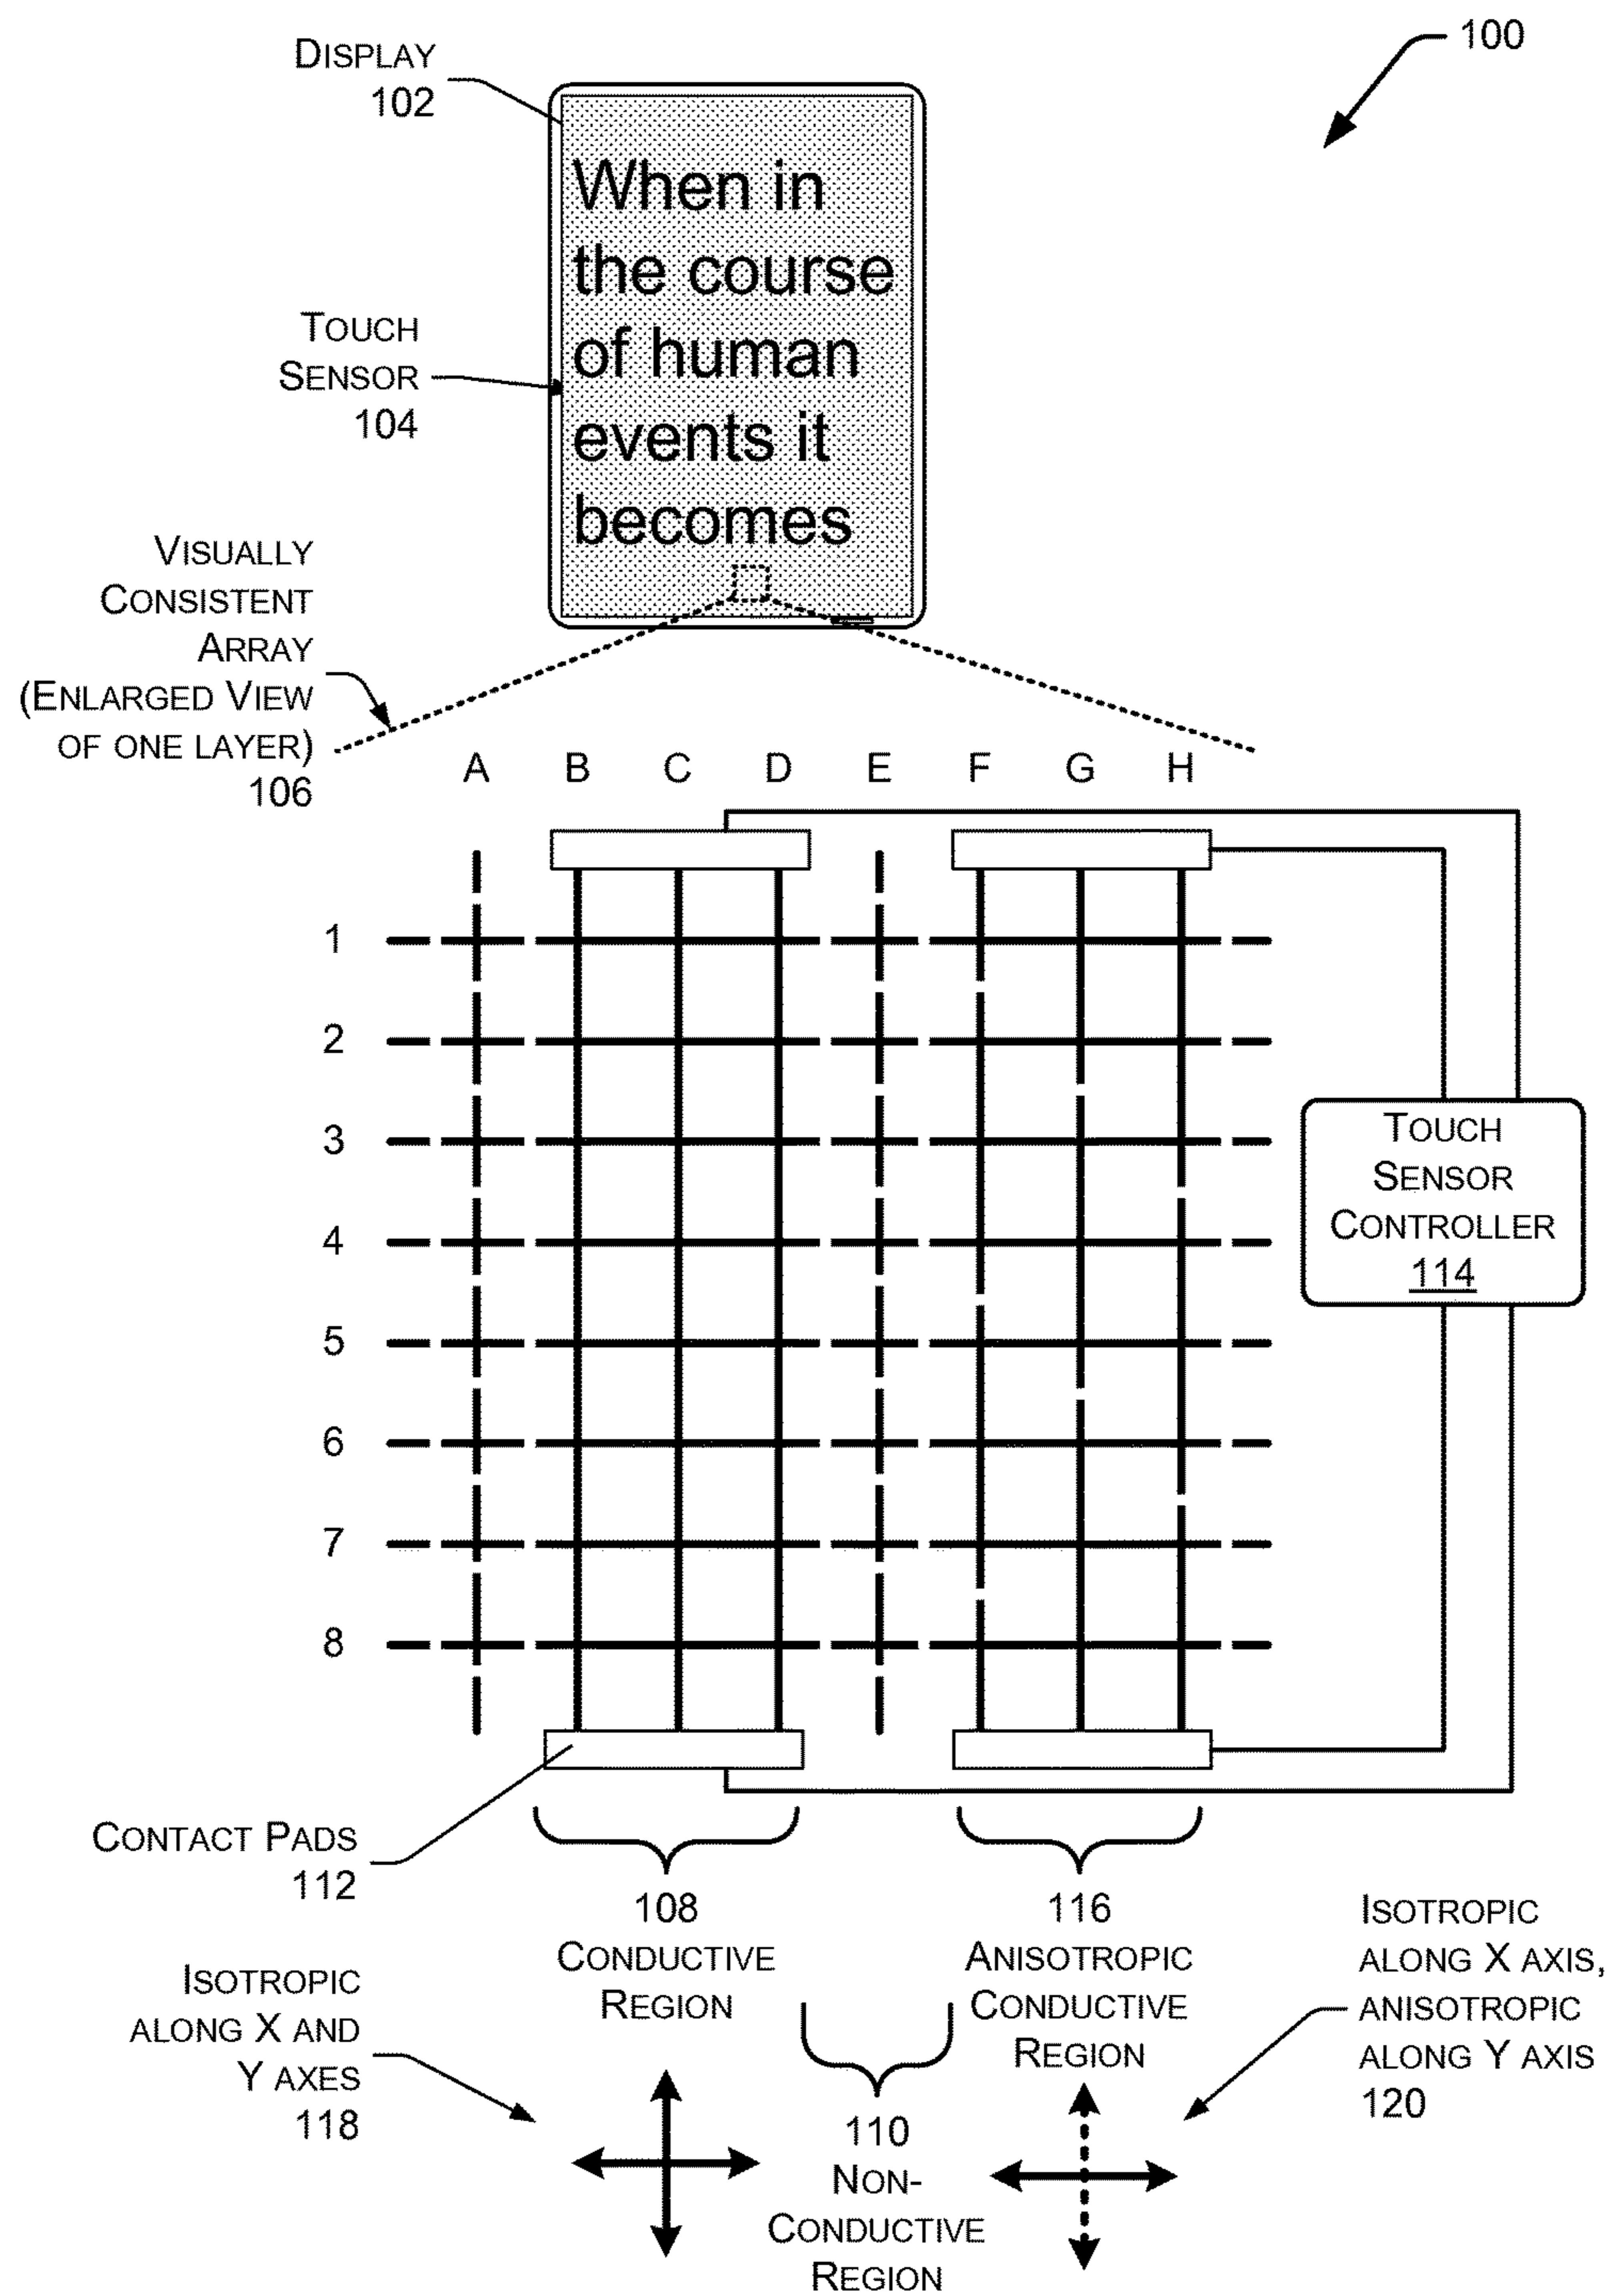 100
DISPLAY
102
When in
the course
of human
events it
becomes
TOUCH
SENSOR
104
VISUALLY
CONSISTENT
ARRAY
(ENLARGED VIEW
OF ONE LAYER)
106
A B C D E F G H
1
2
3
4
5
6
7
8
TOUCH
SENSOR
CONTROLLER
114
CONTACT PADS
112
108
CONDUCTIVE
REGION
116
ANISOTROPIC
CONDUCTIVE
REGION
ISOTROPIC
ALONG X AND
Y AXES
118
110
NON-
CONDUCTIVE
REGION
ISOTROPIC
ALONG X AXIS,
ANISOTROPIC
ALONG Y AXIS
120